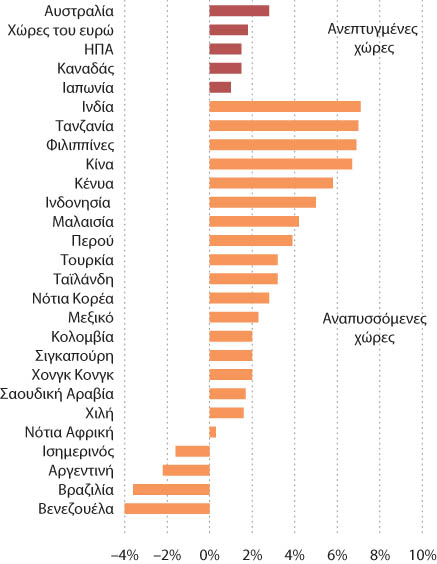 Αυστραλία
Χώρες του ευρώ
ΗΠΑ
Καναδάς
Ιαπωνία
Ανεπτυγμένες
χώρες
Ινδία
Τανζανία
Φιλιππίνες
Κίνα
Κένυα
Ινδονησία
Μαλαισία
Περού
Τουρκία
Ταϊλάνδη
Νότια Κορέα
Μεξικό
Κολομβία
Σιγκαπούρη
Χονγκ Κονγκ
Σαουδική Αραβία
Χιλή
Νότια Αφρική
Ισημερινός
Αργεντινή
Βραζιλία
Βενεζουέλα
Αναπυσσόμενες
χώρες
–4% –2% 0% 2% 4% 6% 8% 10%